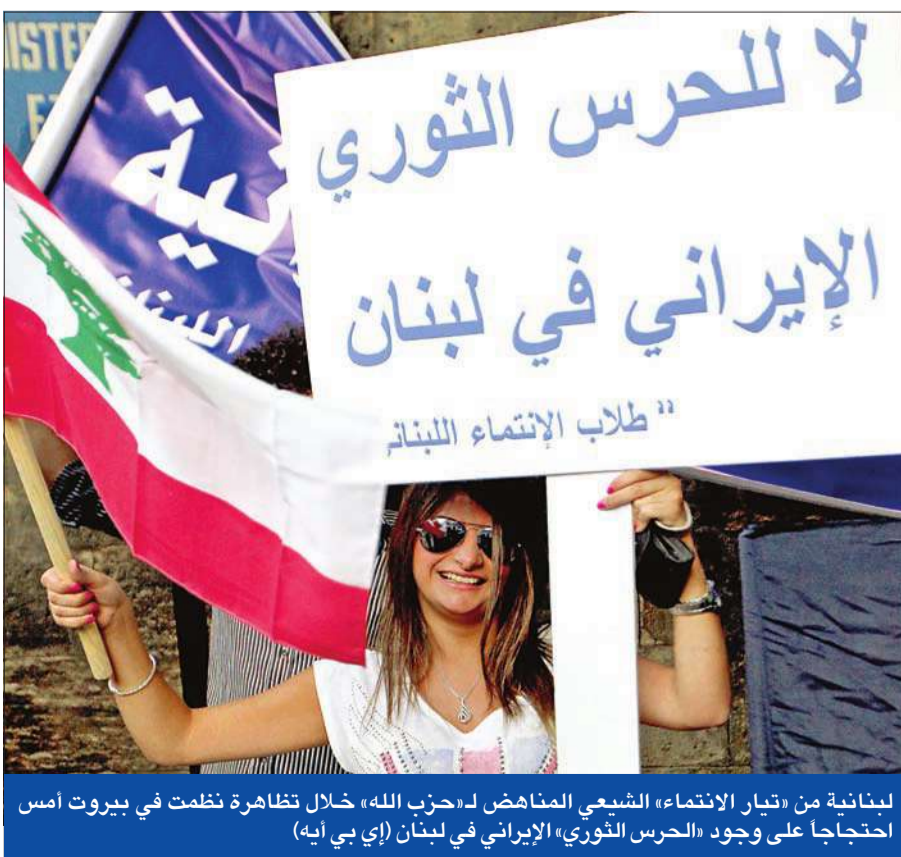 لا للحرس الثوري
الإيراني في لبنان
" طلاب الإنتماء
لبنانية من «تيار الانتماء» الشيعي المناهض لـ«حزب الله» خلال تظاهرة نظمت في بيروت أمس
احتجاجاً على وجود «الحرس الثوري» الإيراني في لبنان (إي بي أيه)